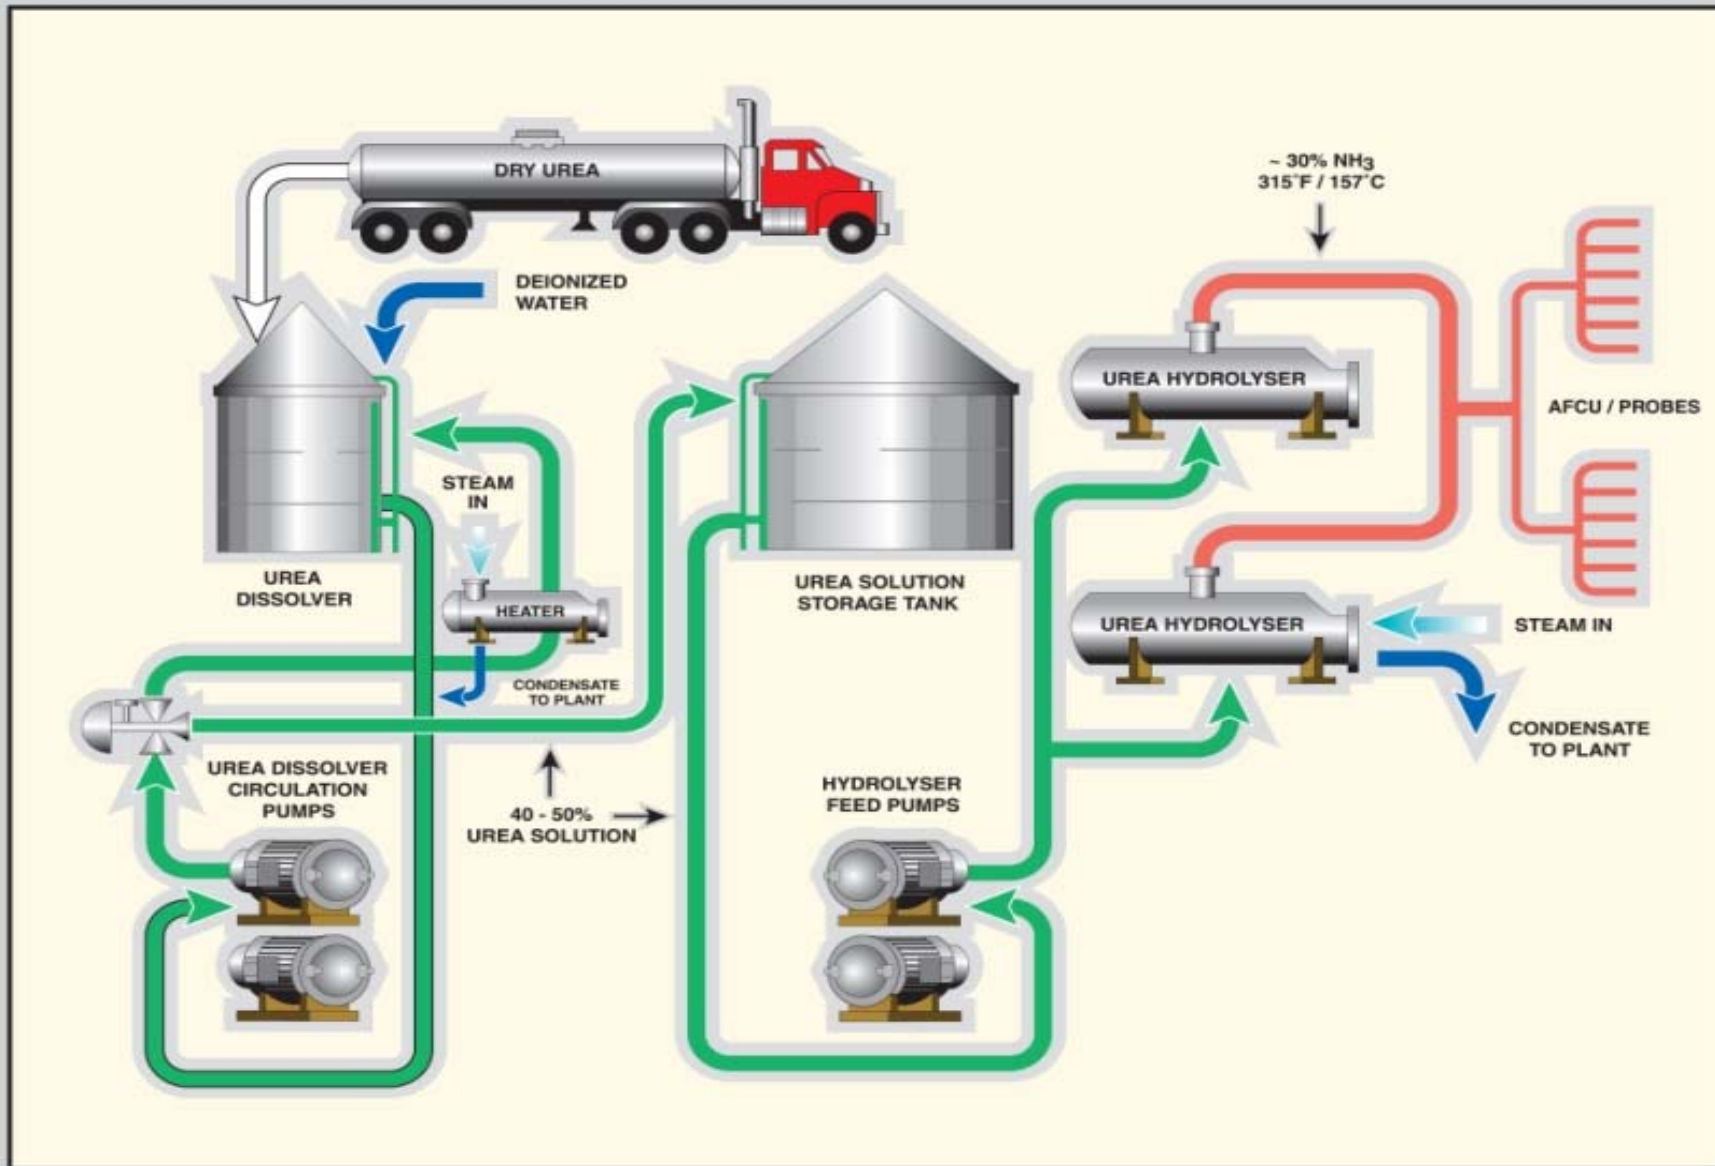 DRY UREA
~ 30% NH3
315°F / 157°C
DEIONIZED
WATER
UREA HYDROLYSER
AFCU / PROBES
STEAM
IN
UREA
DISSOLVER
HEATER
UREA SOLUTION
STORAGE TANK
UREA HYDROLYSER
STEAM IN
CONDENSATE
TO PLANT
CONDENSATE
TO PLANT
UREA DISSOLVER
CIRCULATION
PUMPS
40 - 50%
UREA SOLUTION
HYDROLYSER
FEED PUMPS